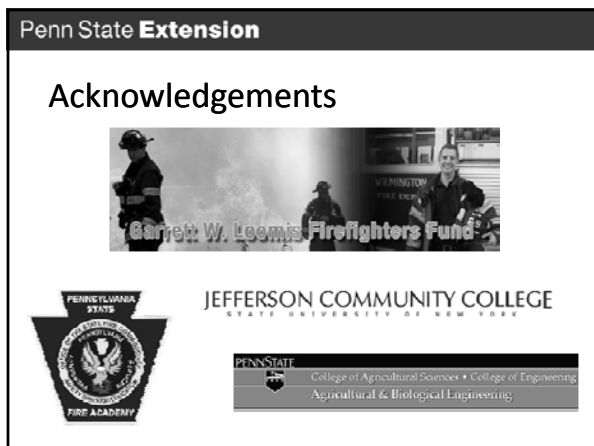 Penn State Extension
Acknowledgements
WILMINGTON
FIRE DEPT
Garrett W. Loomis Firefighters Fund
PENNSYLVANIA
STATE
FIRE ACADEMY
JEFFERSON COMMUNITY COLLEGE
STATE UNIVERSITY OF NEW YORK
PENNSTATE
College of Agricultural Sciences • College of Engineering
Agricultural & Biological Engineering